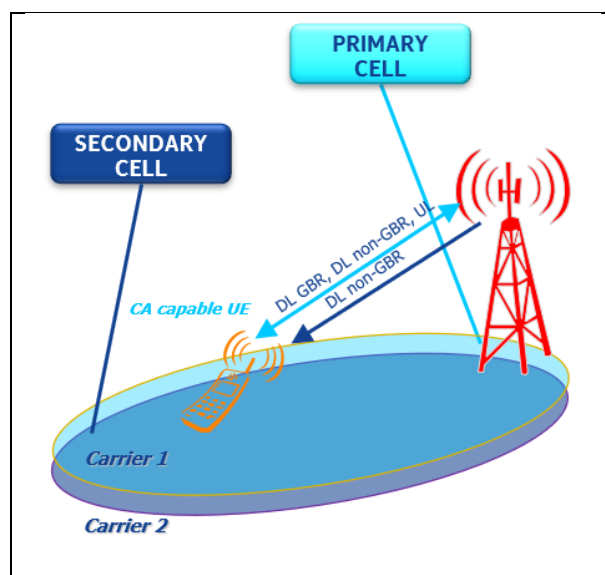 PRIMARY
CELL
SECONDARY
CELL
DL GBR, DL non-GBR, UL
DL non-GBR
CA capable UE
Carrier 1
Carrier 2